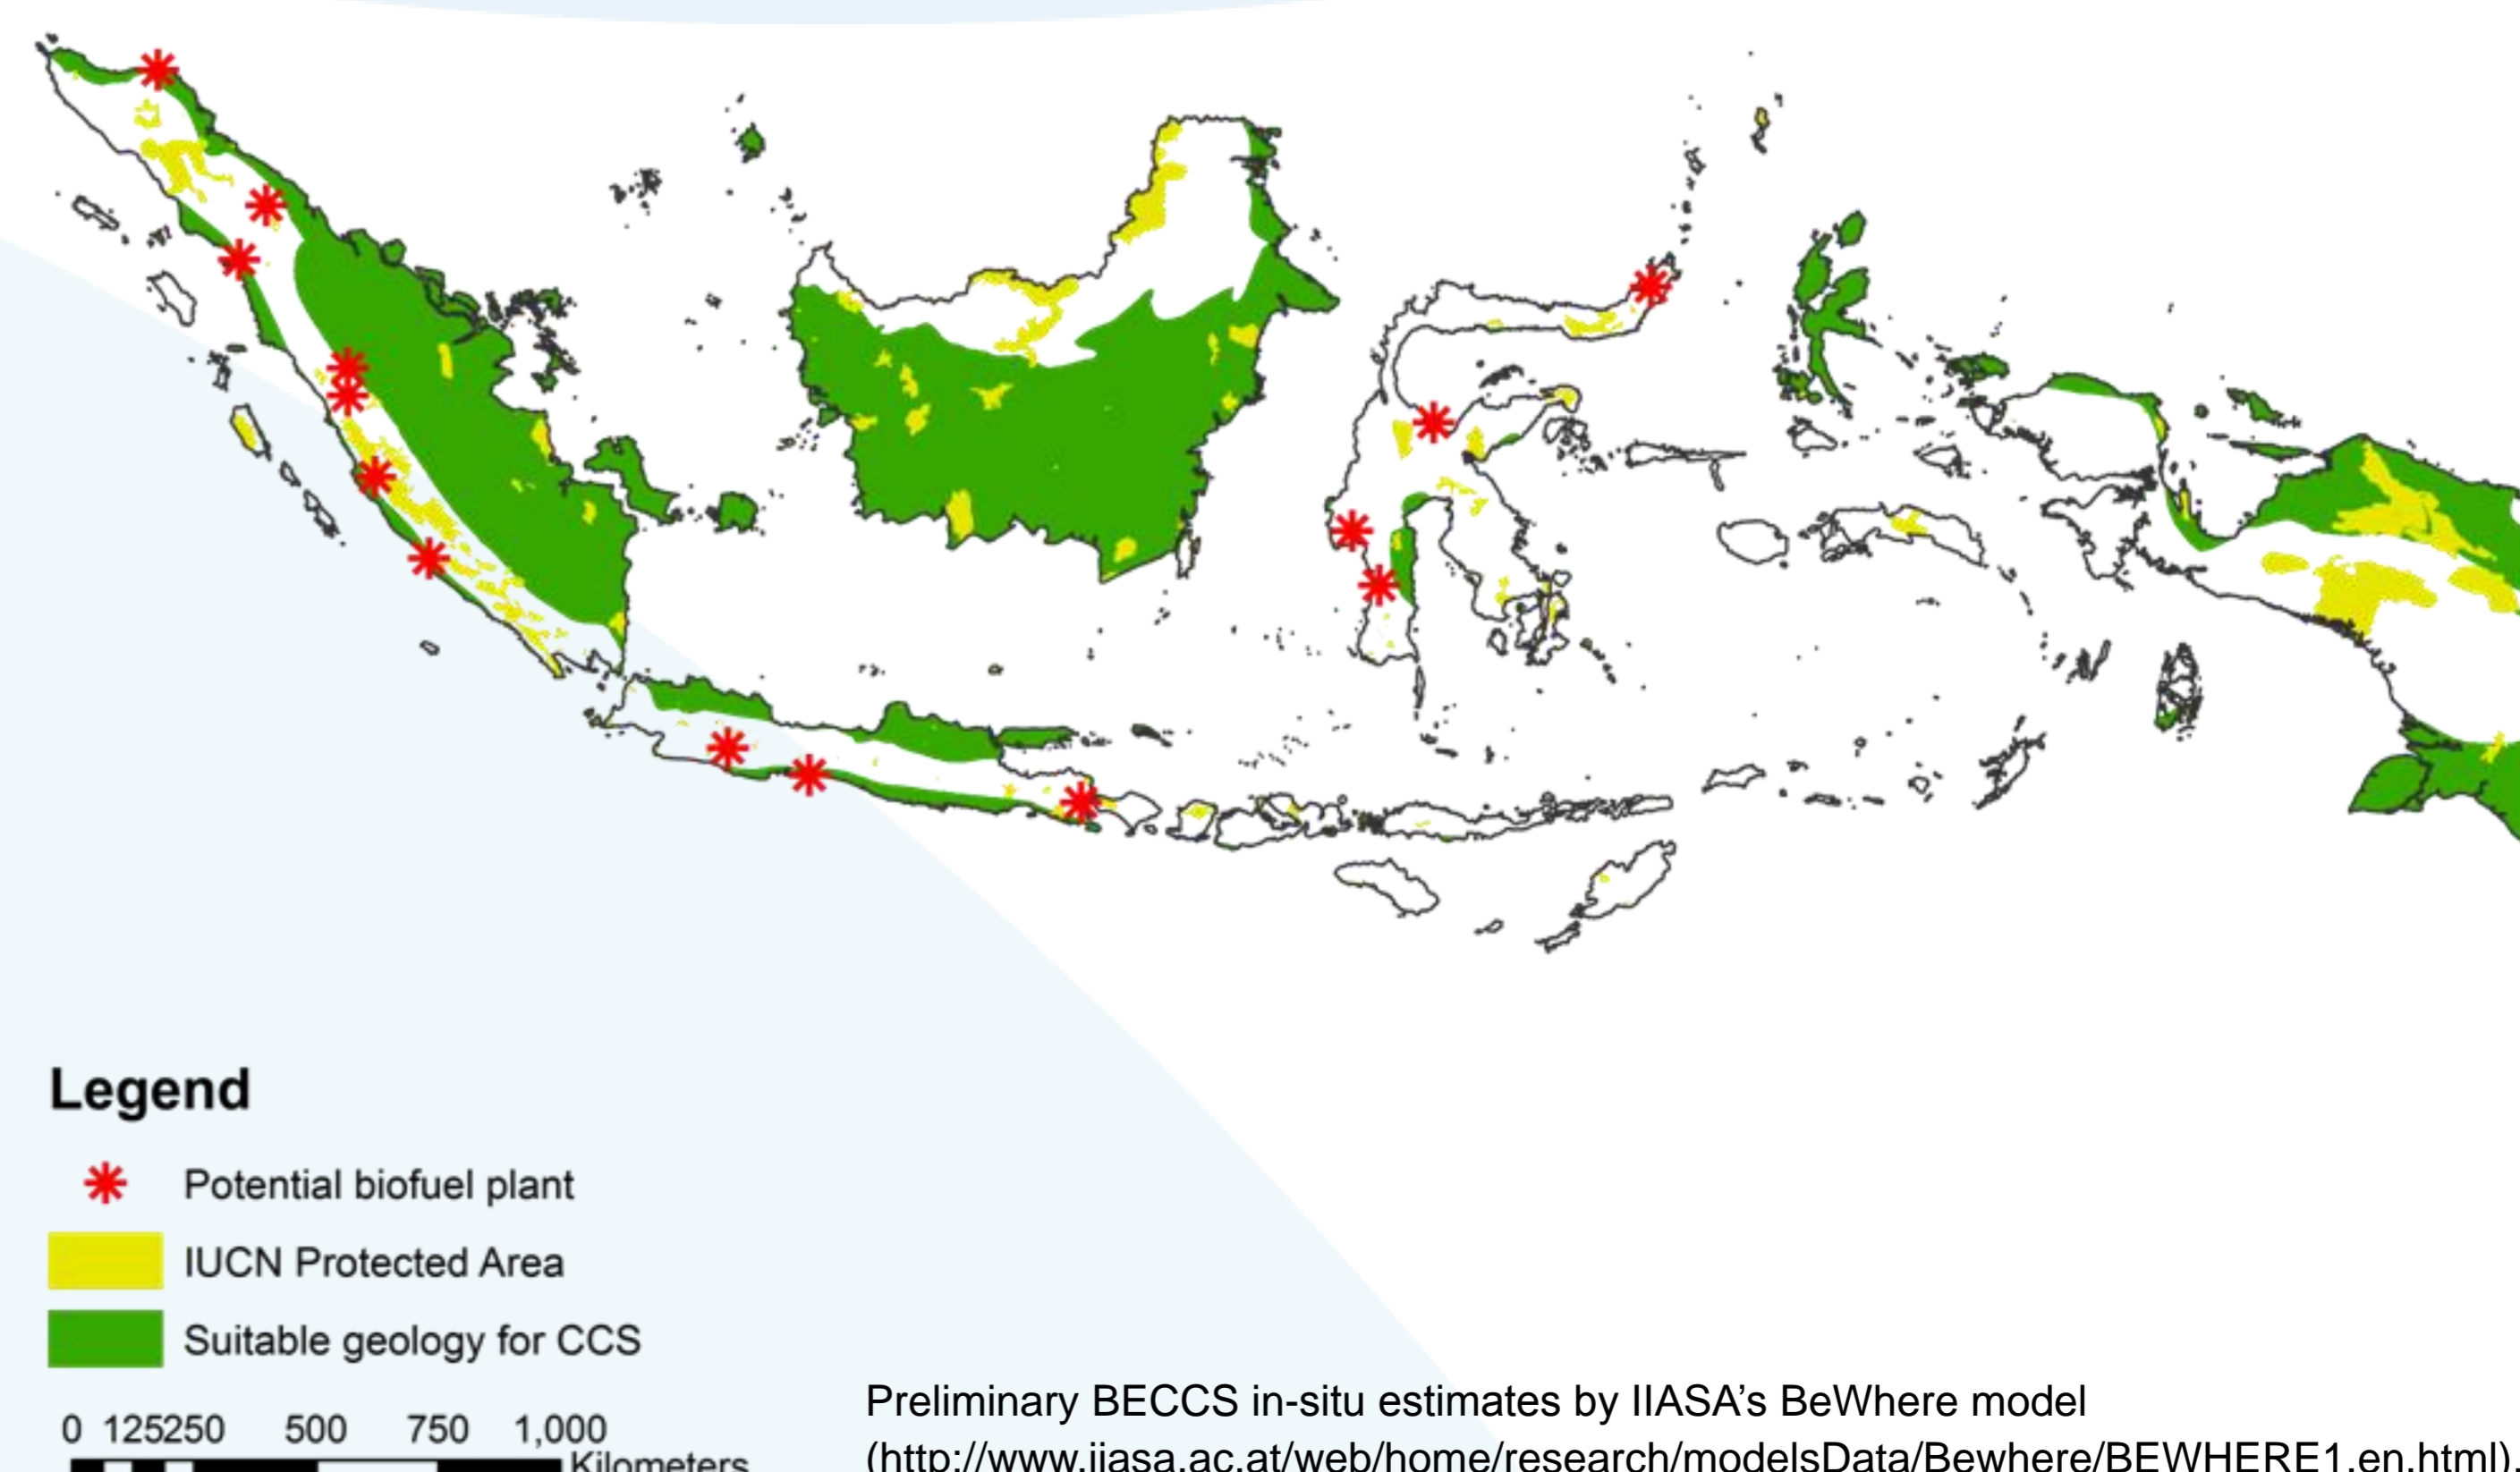 Legend
Potential biofuel plant
IUCN Protected Area
Suitable geology for CCS
0 125250 500 750 1,000
Kilometers
Preliminary BECCS in-situ estimates by IIASA’s BeWhere model
(http://www.iiasa.ac.at/web/home/research/modelsData/Bewhere/BEWHERE1.en.html)